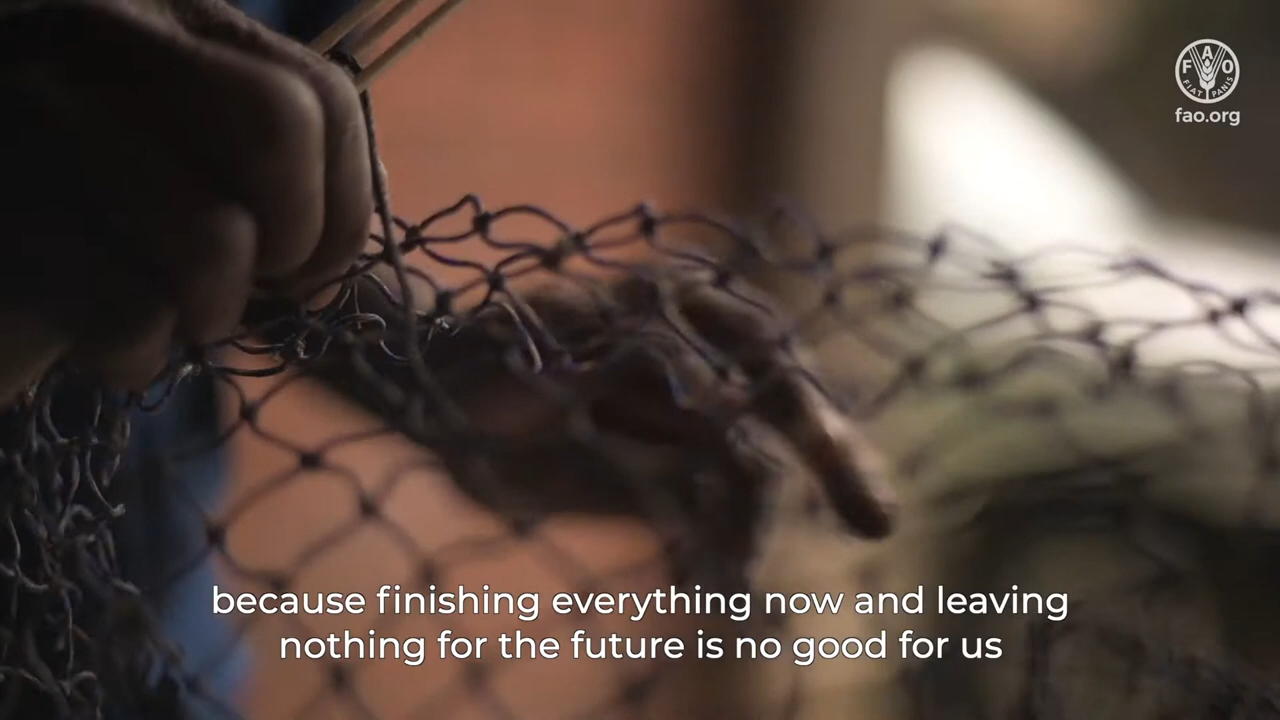 FAO
FIAT PANIS
fao.org
because finishing everything now and leaving
nothing for the future is no good for us